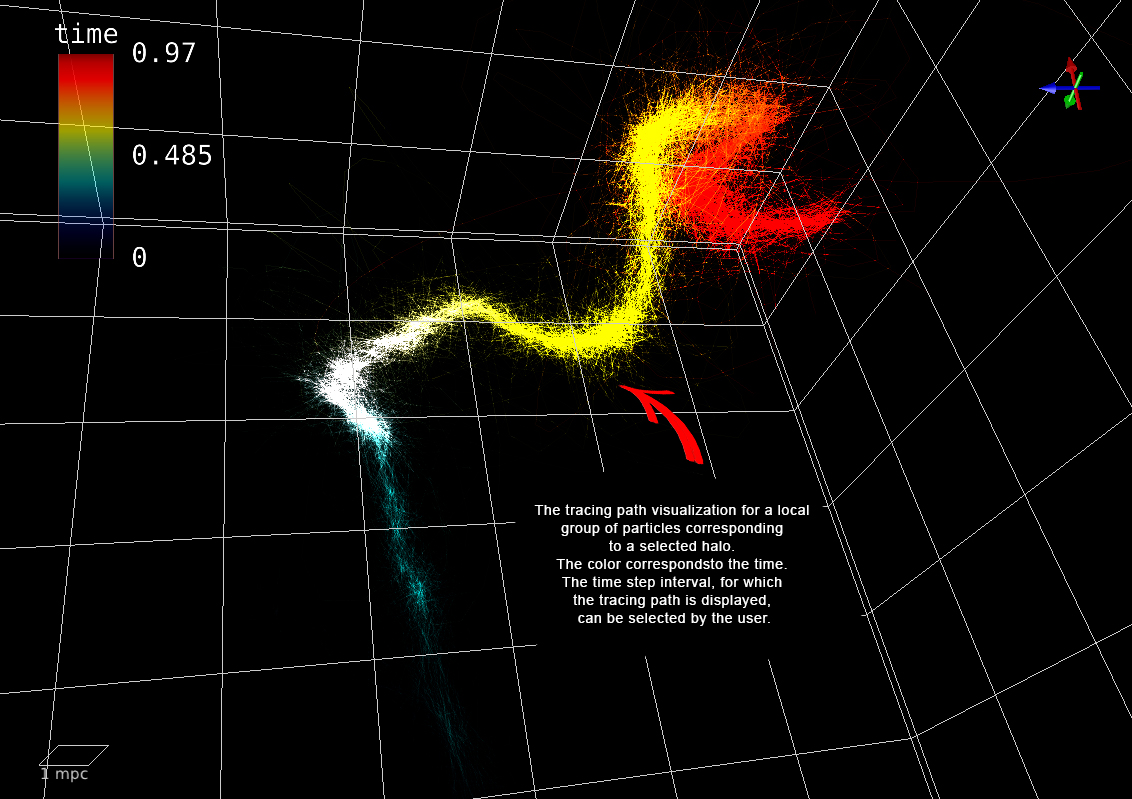 time
0.97
0.485
0
The tracing path visualization for a local
group of particles corresponding
to a selected halo.
The color correspondsto the time.
The time step interval, for which
the tracing path is displayed,
can be selected by the user.
1 mpc